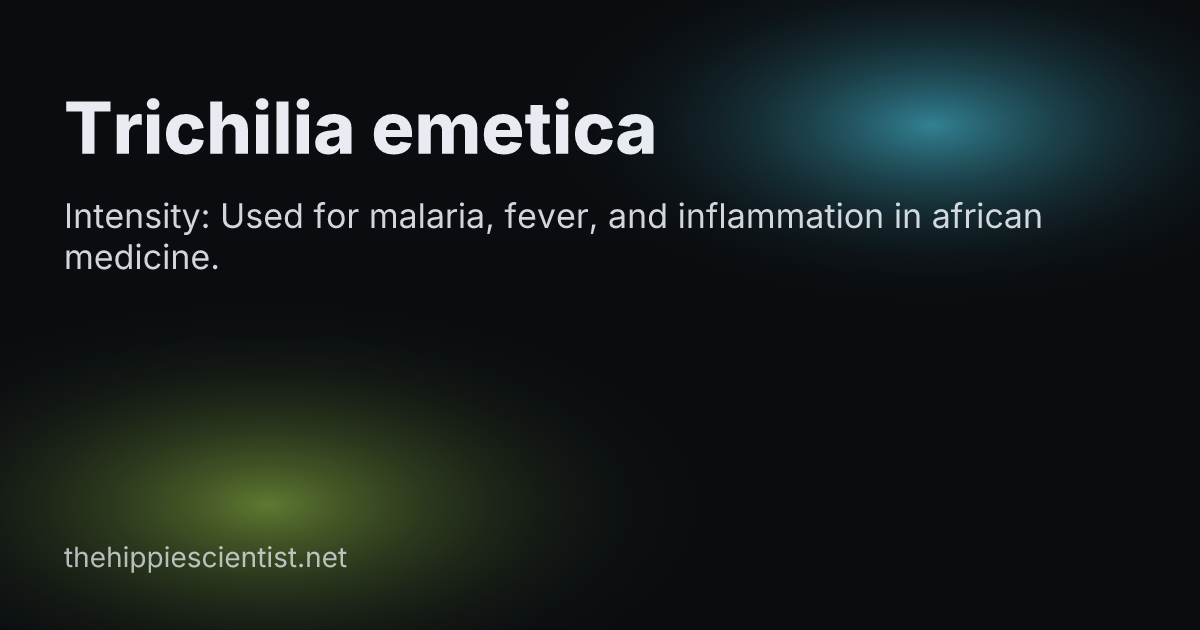 Trichilia emetica
Intensity: Used for malaria, fever, and inflammation in african
medicine.
thehippiescientist.net